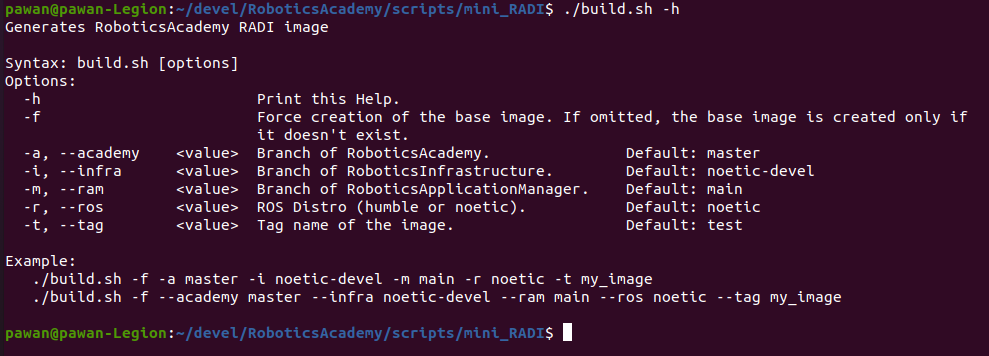 pawan@pawan-Legion:~/devel/RoboticsAcademy/scripts/mini_RADI$ ./build.sh -h
Generates RoboticsAcademy RADI image
Syntax: build.sh [options]
Options:
-h Print this Help.
-f Force creation of the base image. If omitted, the base image is created only if
it doesn't exist.
-a, --academy <value> Branch of RoboticsAcademy. Default: master
-i, --infra <value> Branch of RoboticsInfrastructure. Default: noetic-devel
-m, --ram <value> Branch of RoboticsApplicationManager. Default: main
-r, --ros <value> ROS Distro (humble or noetic). Default: noetic
-t, --tag <value> Tag name of the image. Default: test
Example:
./build.sh -f -a master -i noetic-devel -m main -r noetic -t my_image
./build.sh -f --academy master --infra noetic-devel --ram main --ros noetic --tag my_image
pawan@pawan-Legion:~/devel/RoboticsAcademy/scripts/mini_RADI$